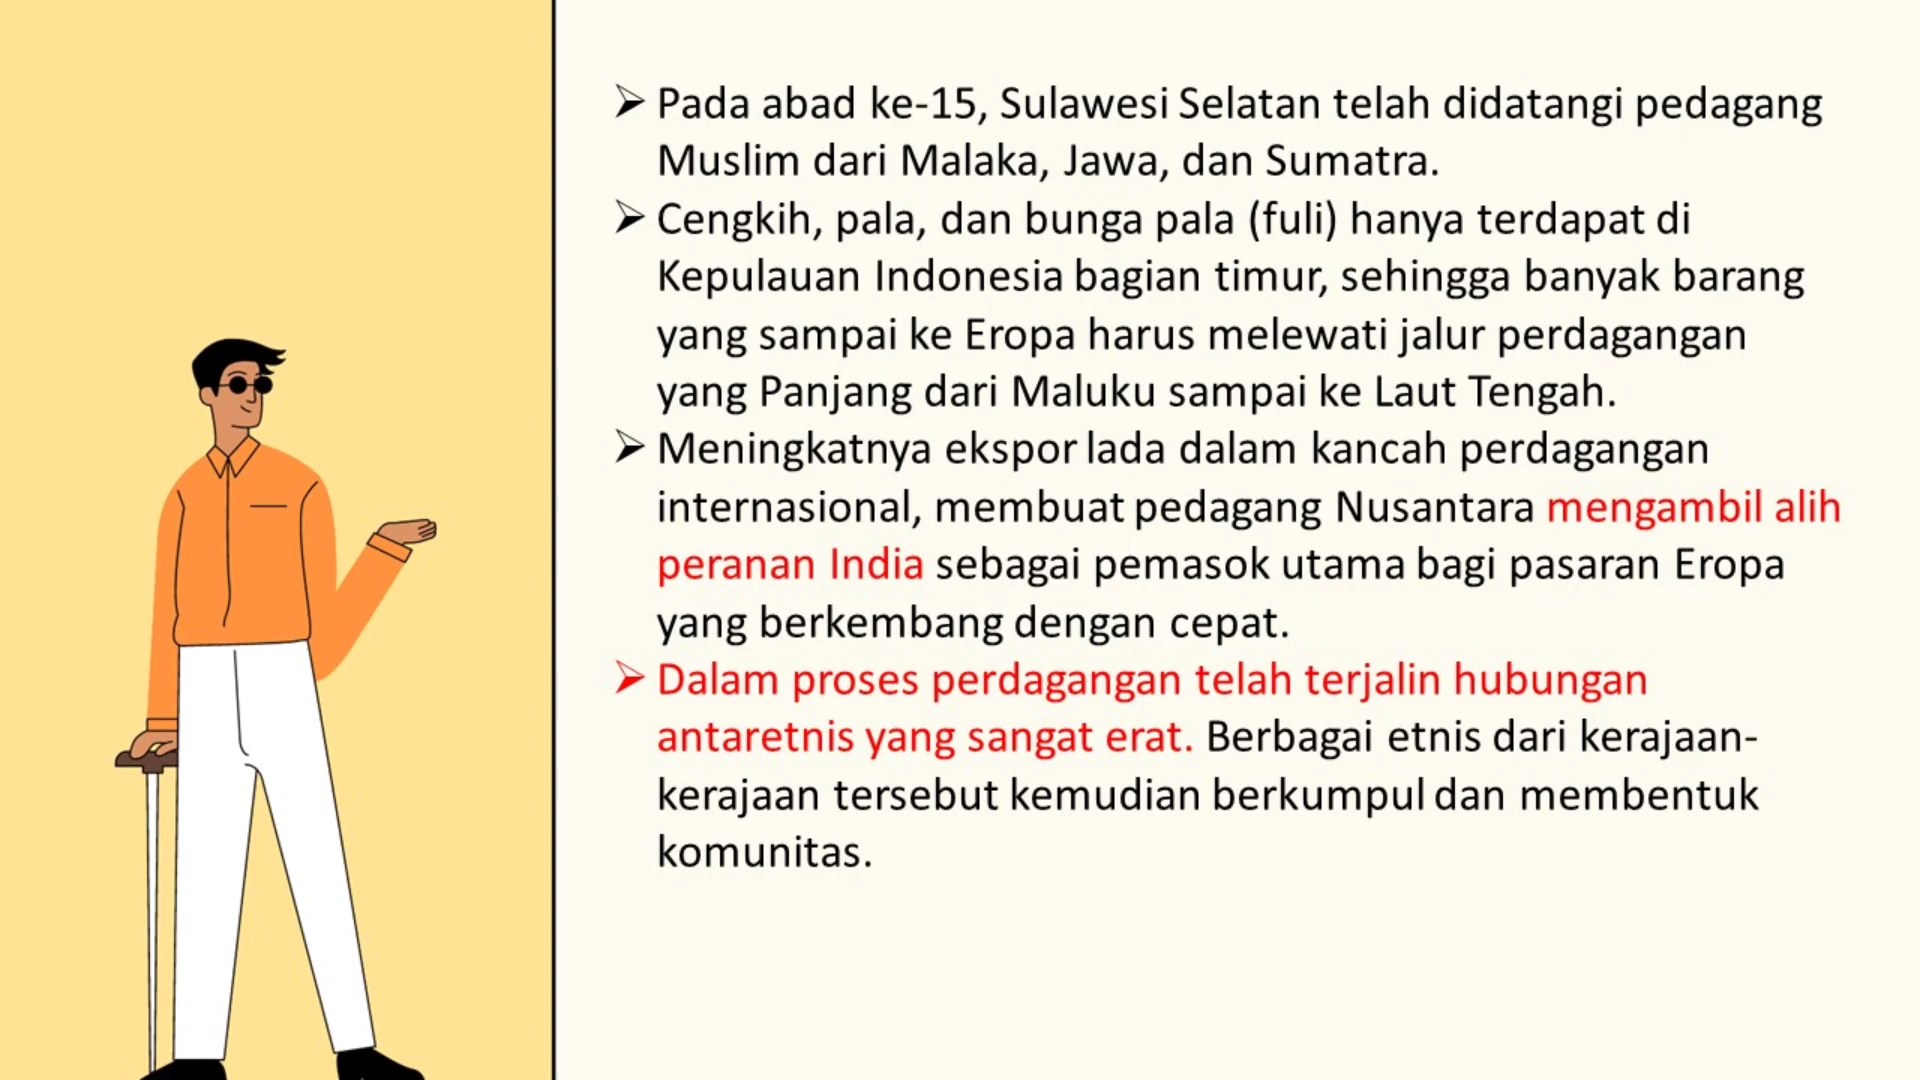 ➢ Pada abad ke-15, Sulawesi Selatan telah didatangi pedagang
Muslim dari Malaka, Jawa, dan Sumatra.
➢ Cengkih, pala, dan bunga pala (fuli) hanya terdapat di
Kepulauan Indonesia bagian timur, sehingga banyak barang
yang sampai ke Eropa harus melewati jalur perdagangan
yang Panjang dari Maluku sampai ke Laut Tengah.
➢ Meningkatnya ekspor lada dalam kancah perdagangan
internasional, membuat pedagang Nusantara mengambil alih
peranan India sebagai pemasok utama bagi pasaran Eropa
yang berkembang dengan cepat.
➢ Dalam proses perdagangan telah terjalin hubungan
antaretnis yang sangat erat. Berbagai etnis dari kerajaan-
kerajaan tersebut kemudian berkumpul dan membentuk
komunitas.